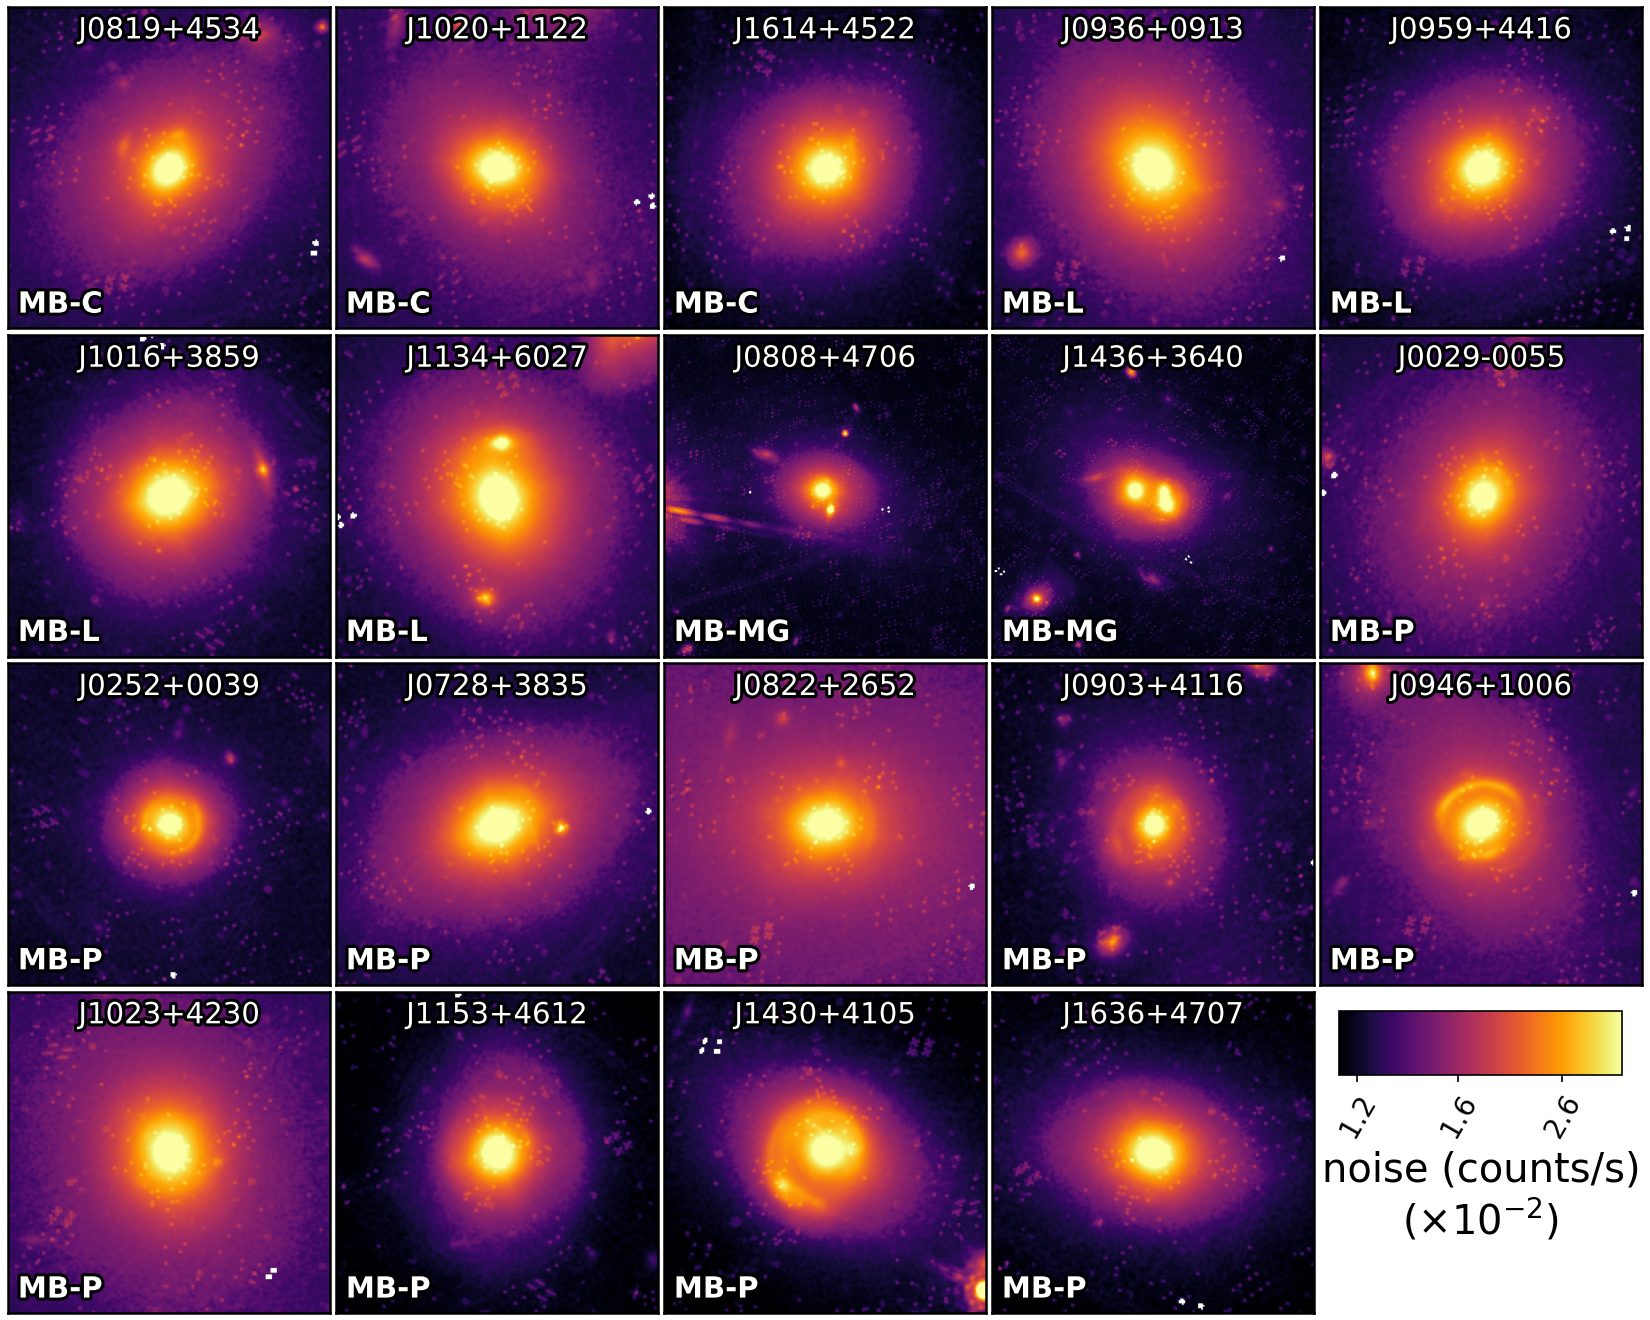 J0819+4534
MB-C
J1020+1122
MB-C
J1614+4522
MB-C
J0936+0913
MB-L
J0959+4416
MB-L
J1016+3859
MB-L
J1134+6027
MB-L
J0808+4706
MB-MG
J1436+3640
MB-MG
J0029-0055
MB-P
J0252+0039
MB-P
J0728+3835
MB-P
J0822+2652
MB-P
J0903+4116
MB-P
J0946+1006
MB-P
J1023+4230
MB-P
J1153+4612
MB-P
J1430+4105
MB-P
J1636+4707
MB-P
1.2 1.6 2.6
noise (counts/s)
(×10⁻²)